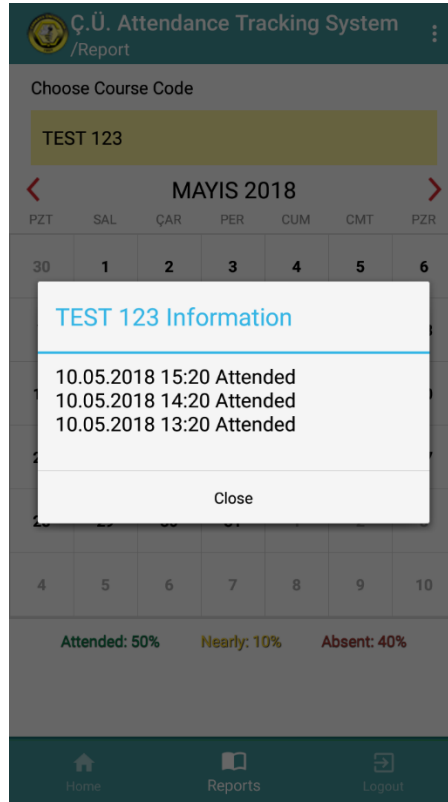 Ç.Ü. Attendance Tracking System
/Report
Choose Course Code
TEST 123
MAYIS 2018
PZT SAL ÇAR PER CUM CMT PZR
30 1 2 3 4 5 6
TEST 123 Information
10.05.2018 15:20 Attended
10.05.2018 14:20 Attended
10.05.2018 13:20 Attended
Close
4 5 6 7 8 9 10
Attended: 50% Nearly: 10% Absent: 40%
Home Reports Logout